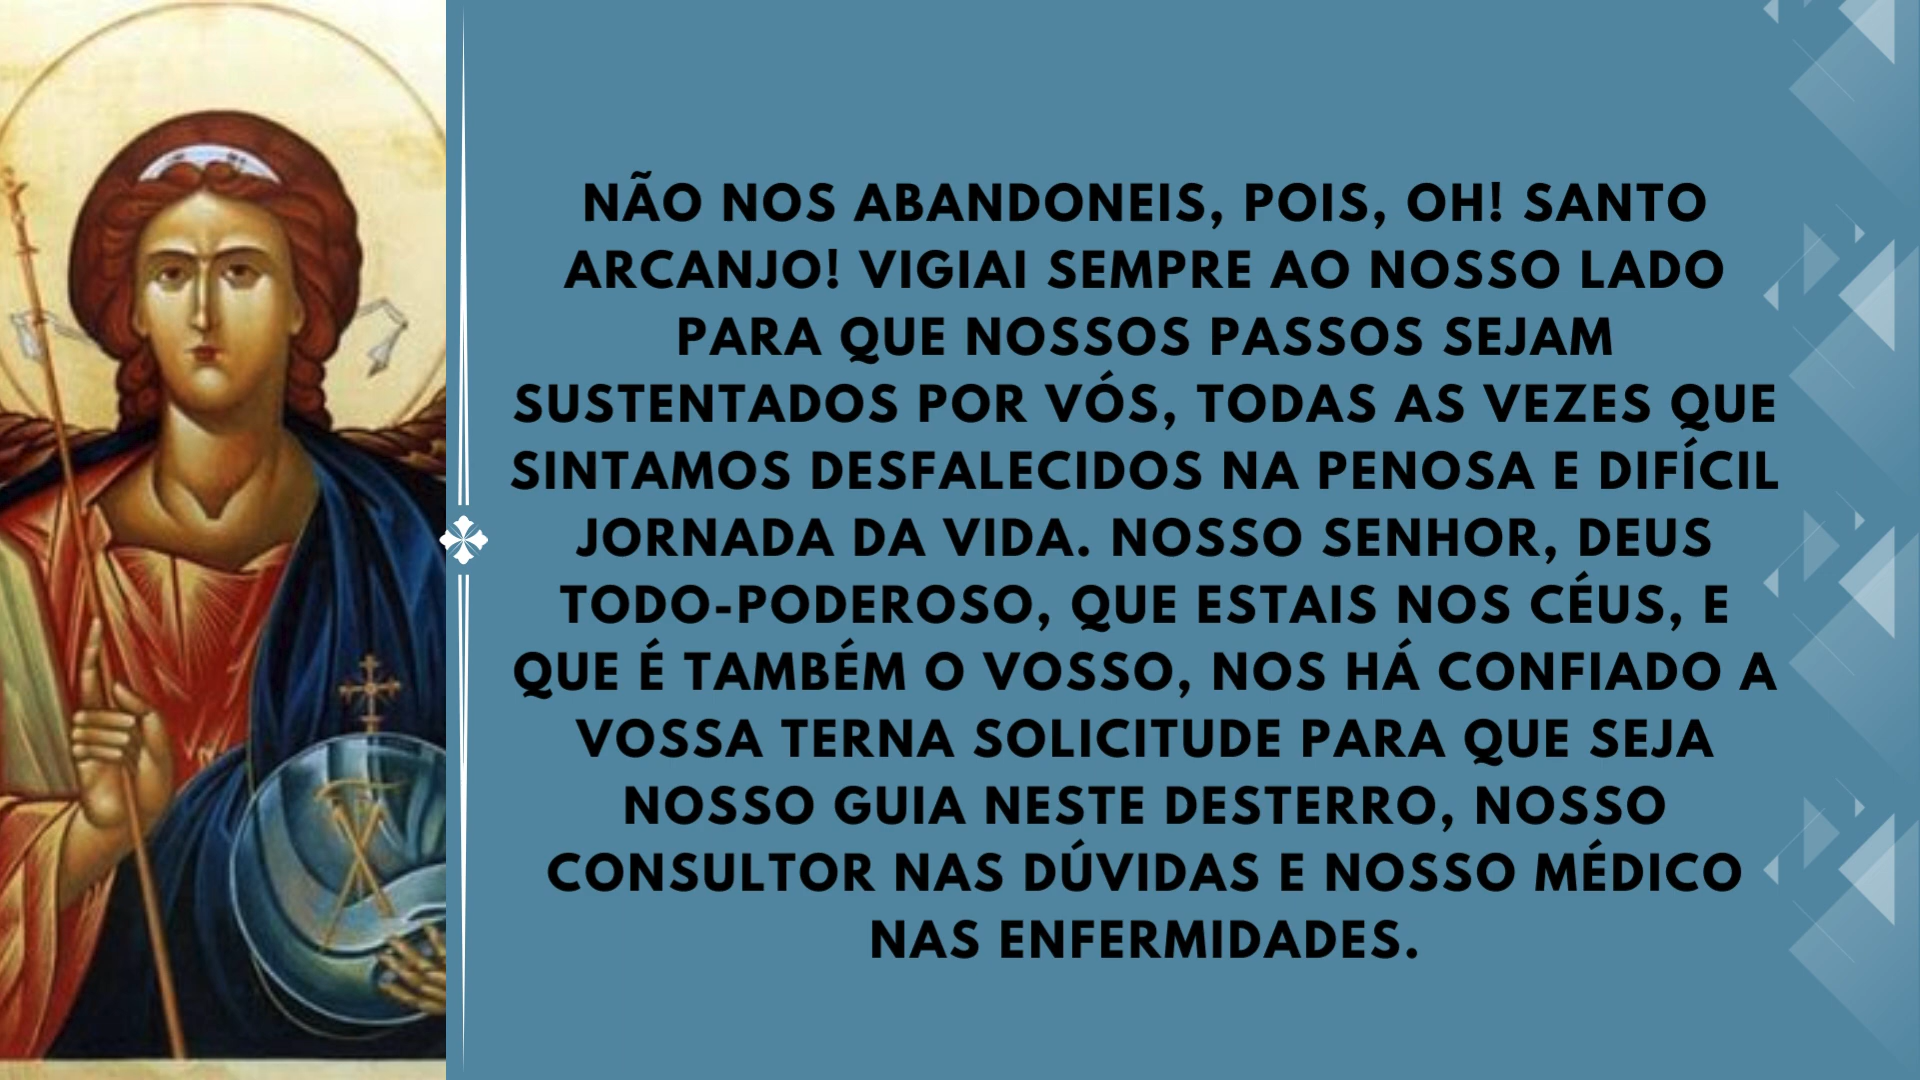 NÃO NOS ABANDONEIS, POIS, OH! SANTO
ARCANJO! VIGIAI SEMPRE AO NOSSO LADO
PARA QUE NOSSOS PASSOS SEJAM
SUSTENTADOS POR VÓS, TODAS AS VEZES QUE
SINTAMOS DESFALECIDOS NA PENOSA E DIFÍCIL
JORNADA DA VIDA. NOSSO SENHOR, DEUS
TODO-PODEROSO, QUE ESTAIS NOS CÉUS, E
QUE É TAMBÉM O VOSSO, NOS HÁ CONFIADO A
VOSSA TERNA SOLICITUDE PARA QUE SEJA
NOSSO GUIA NESTE DESTERRO, NOSSO
CONSULTOR NAS DÚVIDAS E NOSSO MÉDICO
NAS ENFERMIDADES.